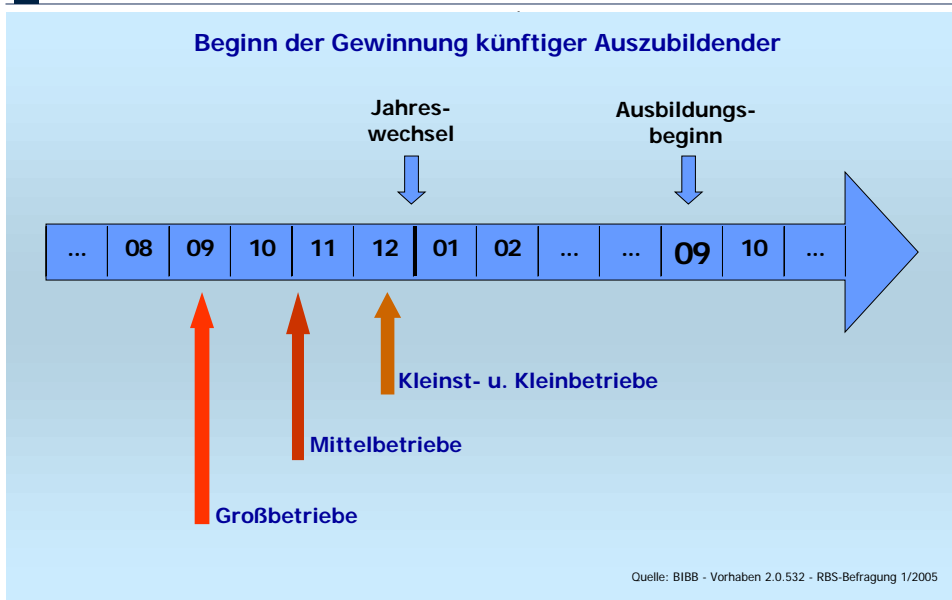 Beginn der Gewinnung künftiger Auszubildender
Jahres-
wechsel
Ausbildungs-
beginn
... 08 09 10 11 12 01 02 ... ... 09 10 ...
Kleinst- u. Kleinbetriebe
Mittelbetriebe
Großbetriebe
Quelle: BIBB - Vorhaben 2.0.532 - RBS-Befragung 1/2005